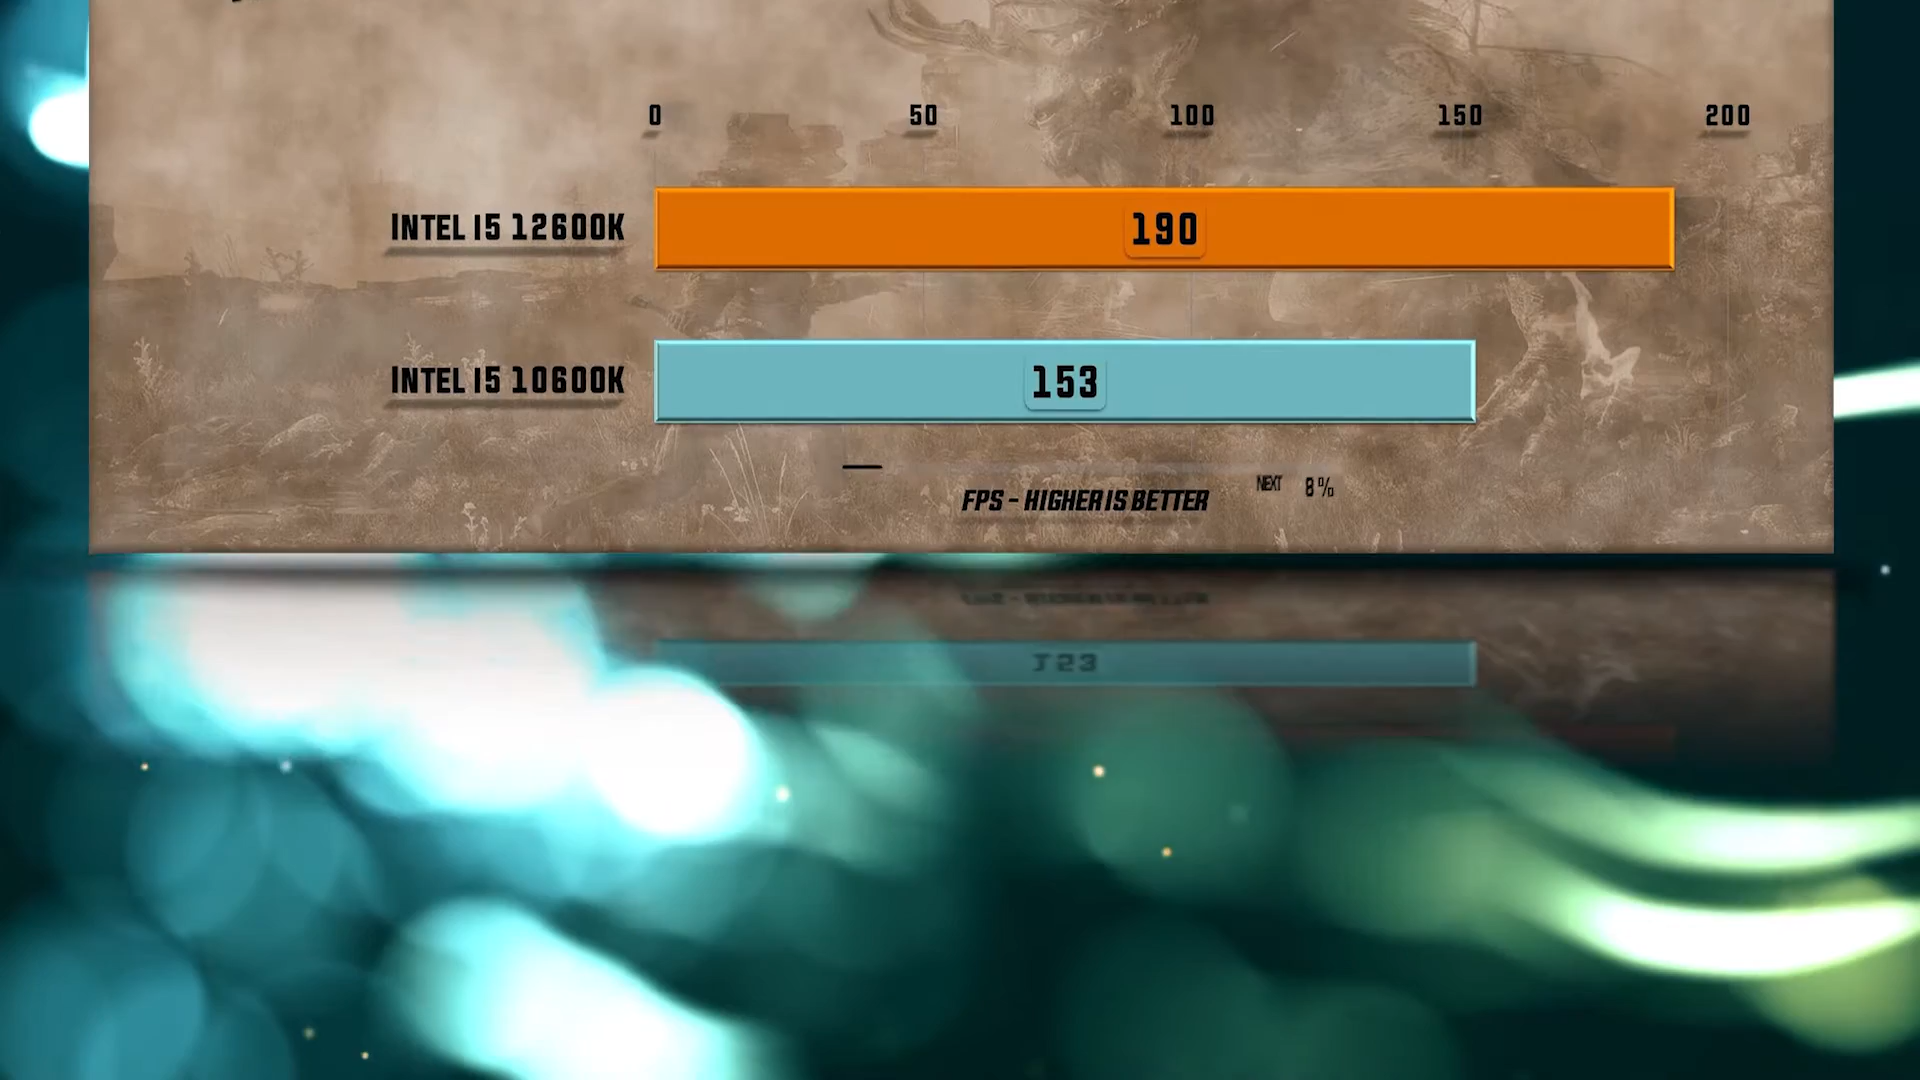 0 50 100 150 200
INTEL I5 12600K 190
INTEL I5 10600K 153
FPS - HIGHER IS BETTER
NEXT 8%